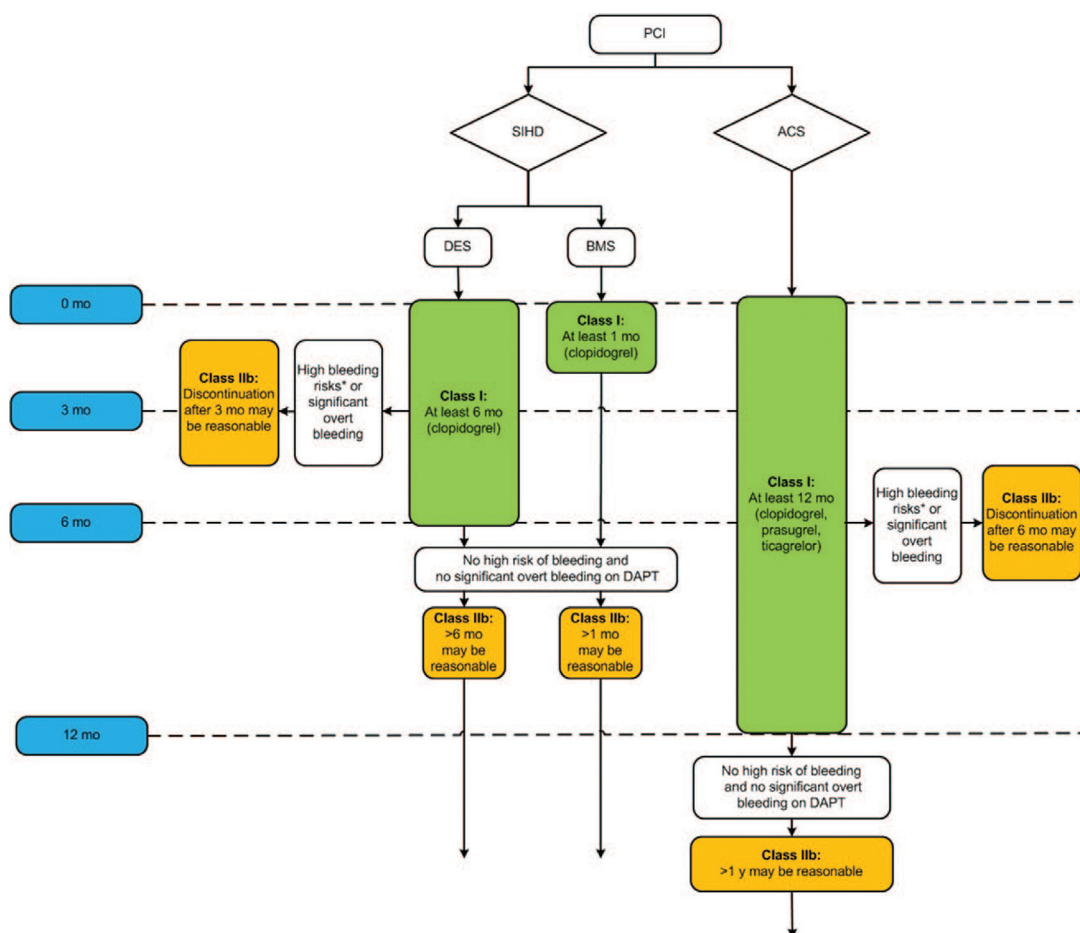 PCI
SIHD
ACS
DES
BMS
0 mo
Class I:
At least 1 mo
(clopidogrel)
Class IIb:
Discontinuation
after 3 mo may
be reasonable
High bleeding
risks* or
significant
overt
bleeding
Class I:
At least 6 mo
(clopidogrel)
3 mo
Class I:
At least 12 mo
(clopidogrel,
prasugrel,
ticagrelor)
High bleeding
risks* or
significant
overt
bleeding
Class IIb:
Discontinuation
after 6 mo may
be reasonable
6 mo
No high risk of bleeding and
no significant overt bleeding on DAPT
Class IIb:
>6 mo
may be
reasonable
Class IIb:
>1 mo
may be
reasonable
12 mo
No high risk of bleeding
and no significant overt
bleeding on DAPT
Class IIb:
>1 y may be reasonable